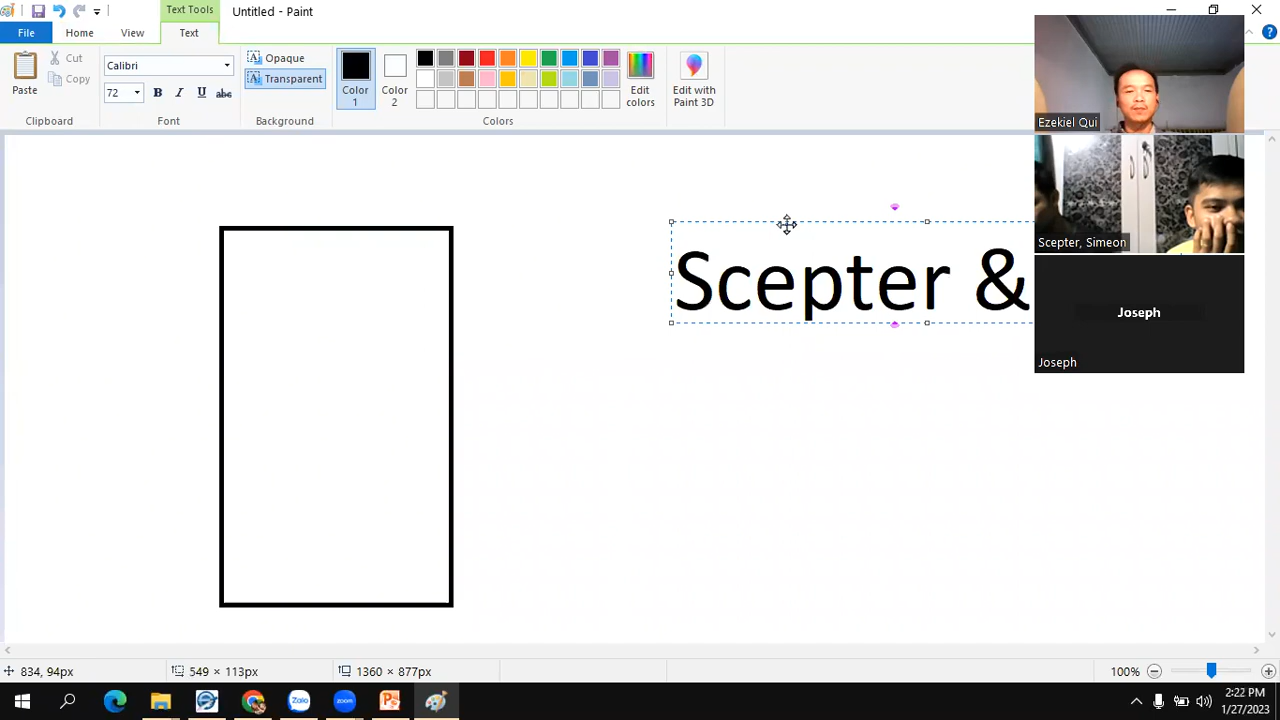 Text Tools
Untitled - Paint
File
Home
View
Text
Paste
Cut
Copy
Clipboard
Calibri
72
B
I
U
abc
Font
Opaque
Transparent
Background
Color
1
Color
2
Edit
colors
Edit with
Paint 3D
Colors
Ezekiel Qui
Scepter, Simeon
Scepter &
Joseph
Joseph
834, 94px
549 × 113px
1360 × 877px
100%
Zalo
zoom
2:22 PM
1/27/2023